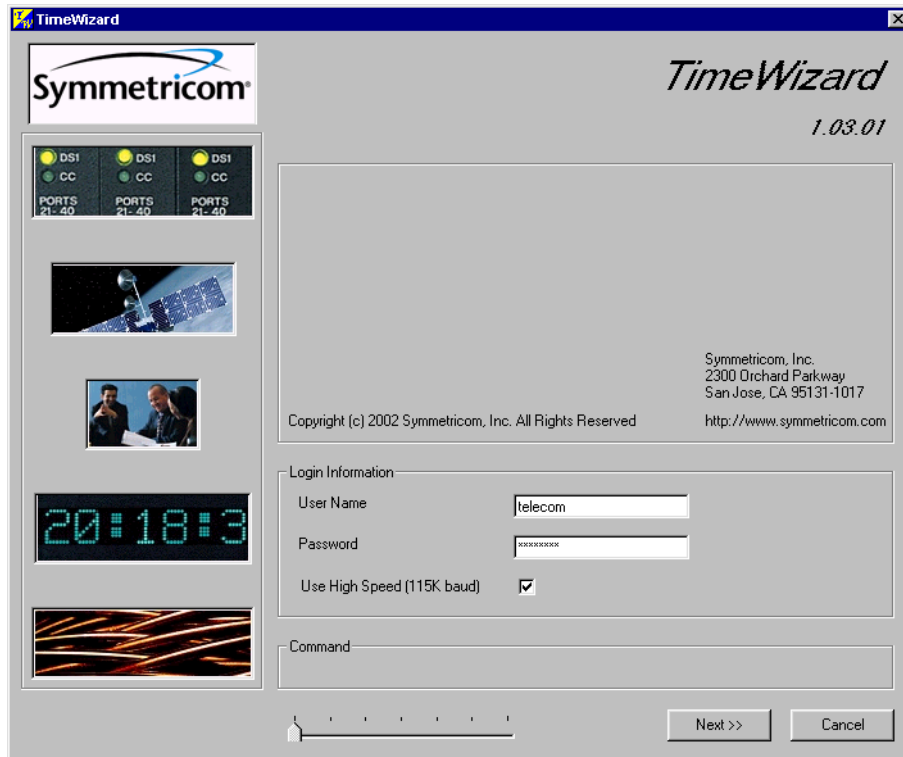 TimeWizard
Symmetricom
TimeWizard
1.03.01
DS1 DS1 DS1
CC CC CC
PORTS PORTS PORTS
21-40 21-40 21-40
Symmetricom, Inc.
2300 Orchard Parkway
San Jose, CA 95131-1017
Copyright (c) 2002 Symmetricom, Inc. All Rights Reserved http://www.symmetricom.com
Login Information
User Name telecom
Password ********
Use High Speed (115K baud)
20:18:3
Command
Next >> Cancel